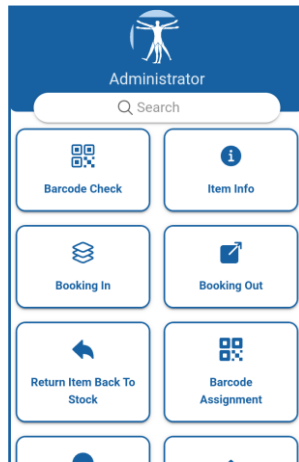 Administrator
Search
Barcode Check
Item Info
Booking In
Booking Out
Return Item Back To
Stock
Barcode
Assignment